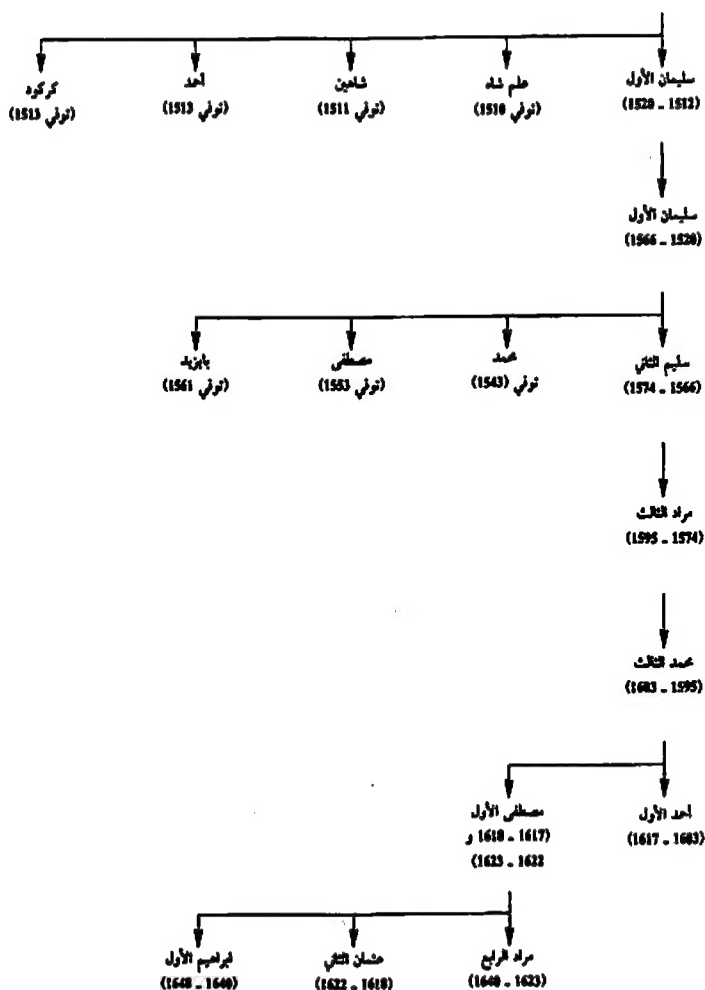 سليمان الأول
(1512 - 1520)
علم شاه
(توفي 1510)
شاهين
(توفي 1511)
أحمد
(توفي 1513)
كركود
(توفي 1513)
سليمان الأول
(1520 - 1566)
سليم الثاني
(1566 - 1574)
محمد
توفي (1543)
مصطفى
(توفي 1553)
بايزيد
(توفي 1561)
مراد الثالث
(1574 - 1595)
محمد الثالث
(1595 - 1603)
أحمد الأول
(1603 - 1617)
مصطفى الأول
(1617 - 1618 و
1622 - 1623)
مراد الرابع
(1623 - 1640)
عثمان الثاني
(1618 - 1622)
ابراهيم الأول
(1640 - 1648)